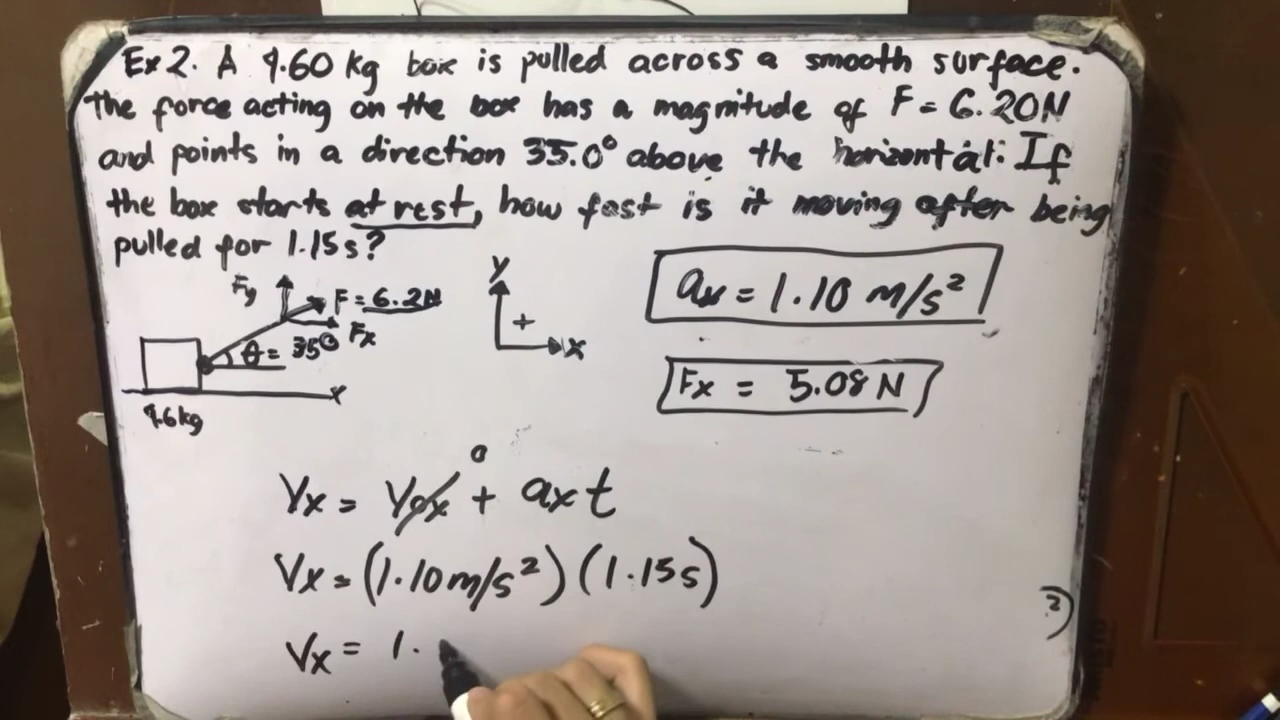 Ex 2. A 4.60 kg box is pulled across a smooth surface.
The force acting on the box has a magnitude of F = 6.20N
and points in a direction 35.0° above the horizontal. If
the box starts at rest, how fast is it moving after being
pulled for 1.15s?
Fy
F = 6.2N
Fx
θ = 35°
x
4.6kg
y
+
x
ax = 1.10 m/s²
Fx = 5.08 N
0
Vx = Vox + axt
Vx = (1.10m/s²)(1.15s)
Vx = 1.